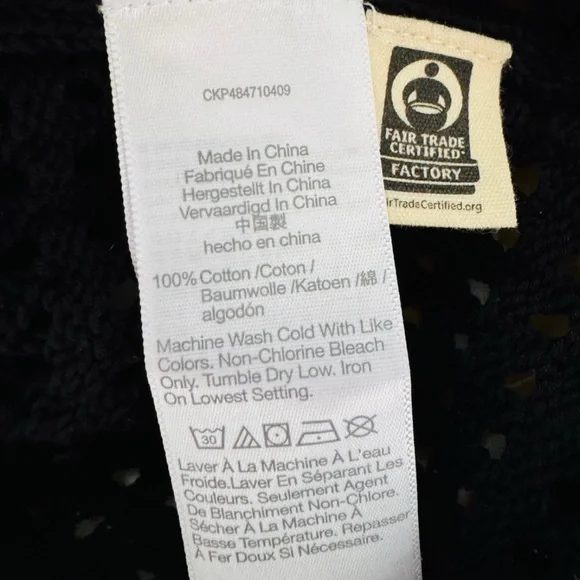 CKP484710409
Made In China
Fabriqué En Chine
Hergestellt In China
Vervaardigd In China
中国製
hecho en china
100% Cotton /Coton /
Baumwolle /Katoen /綿 /
algodón
Machine Wash Cold With Like
Colors. Non-Chlorine Bleach
Only. Tumble Dry Low. Iron
On Lowest Setting.
30
Laver À La Machine À L'eau
Froide.Laver En Séparant Les
Couleurs. Seulement Agent
De Blanchiment Non-Chlore.
Sécher À La Machine À
Basse Température. Repasser
À Fer Doux Si Nécessaire.
FAIR TRADE
CERTIFIED
FACTORY
irTradeCertified.org